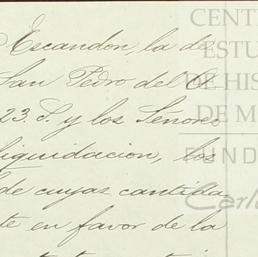 Escandon, la de
San Pedro del
23. S. y los Señores
liquidacion, los
de cuyas cantida-
te en favor de la
CENT
ESTU
DE HIS
DE M
FUND
Carlo